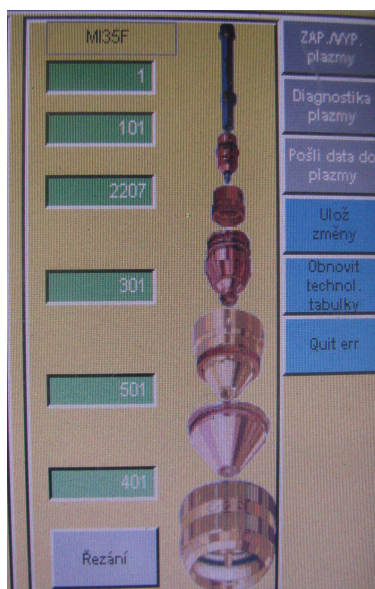 MI35F
1
101
2207
301
501
401
Řezání
ZAP./VYP.
plazmy
Diagnostika
plazmy
Pošli data do
plazmy
Ulož
změny
Obnovit
technol.
tabulky
Quit err